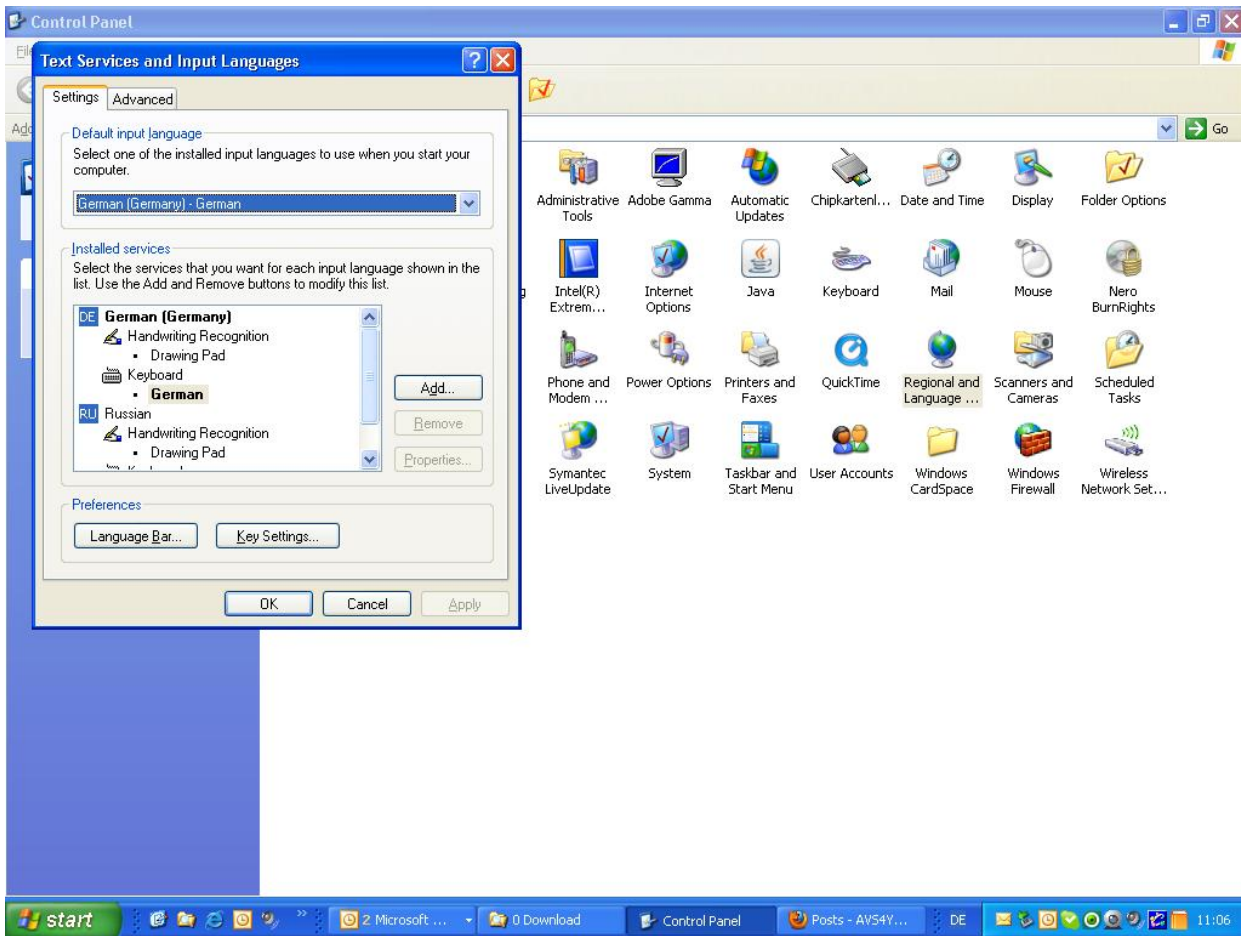 Control Panel
Text Services and Input Languages
Settings
Advanced
Go
Default input language
Select one of the installed input languages to use when you start your
computer.
German (Germany) - German
Installed services
Select the services that you want for each input language shown in the
list. Use the Add and Remove buttons to modify this list.
DE German (Germany)
Handwriting Recognition
Drawing Pad
Keyboard
German
RU Russian
Handwriting Recognition
Drawing Pad
Add...
Remove
Properties...
Preferences
Language Bar...
Key Settings...
OK
Cancel
Apply
Administrative
Tools
Adobe Gamma
Automatic
Updates
Chipkartenl...
Date and Time
Display
Folder Options
Intel(R)
Extrem...
Internet
Options
Java
Keyboard
Mail
Mouse
Nero
BurnRights
Phone and
Modem ...
Power Options
Printers and
Faxes
QuickTime
Regional and
Language ...
Scanners and
Cameras
Scheduled
Tasks
Symantec
LiveUpdate
System
Taskbar and
Start Menu
User Accounts
Windows
CardSpace
Windows
Firewall
Wireless
Network Set...
start
2 Microsoft ...
0 Download
Control Panel
Posts - AVS4Y...
DE
11:06